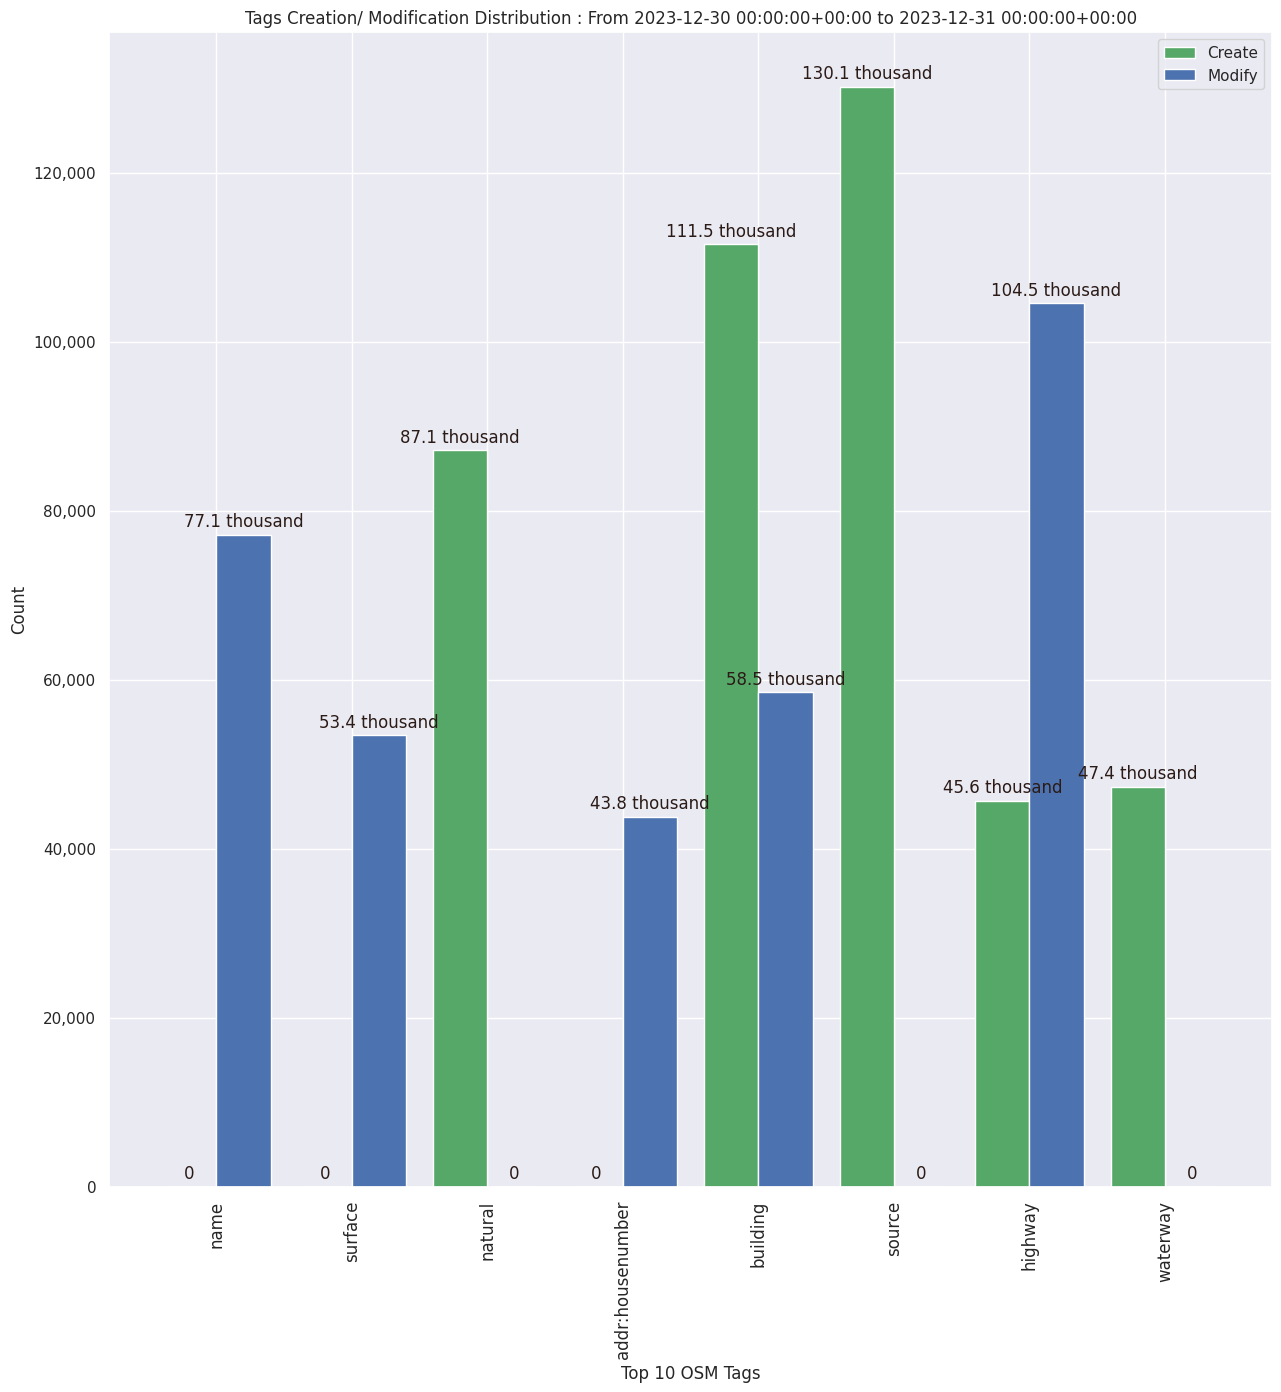 Tags Creation/ Modification Distribution : From 2023-12-30 00:00:00+00:00 to 2023-12-31 00:00:00+00:00
Create
Modify
130.1 thousand
120,000
111.5 thousand
104.5 thousand
100,000
87.1 thousand
80,000
77.1 thousand
60,000
58.5 thousand
53.4 thousand
47.4 thousand
45.6 thousand
43.8 thousand
40,000
20,000
0
0
0
0
0
0
0
Count
name
surface
natural
addr:housenumber
building
source
highway
waterway
Top 10 OSM Tags